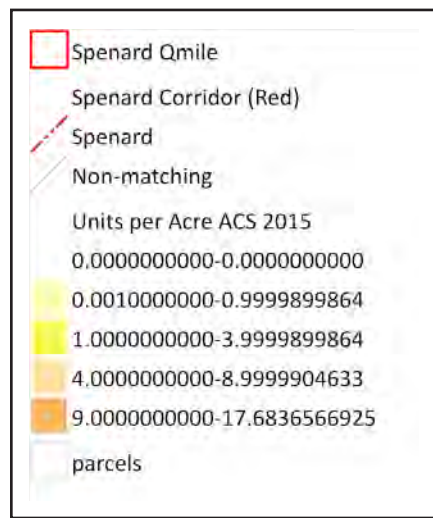 Spenard Qmile
Spenard Corridor (Red)
Spenard
Non-matching
Units per Acre ACS 2015
0.0000000000-0.0000000000
0.0010000000-0.9999899864
1.0000000000-3.9999899864
4.0000000000-8.9999904633
9.0000000000-17.6836566925
parcels